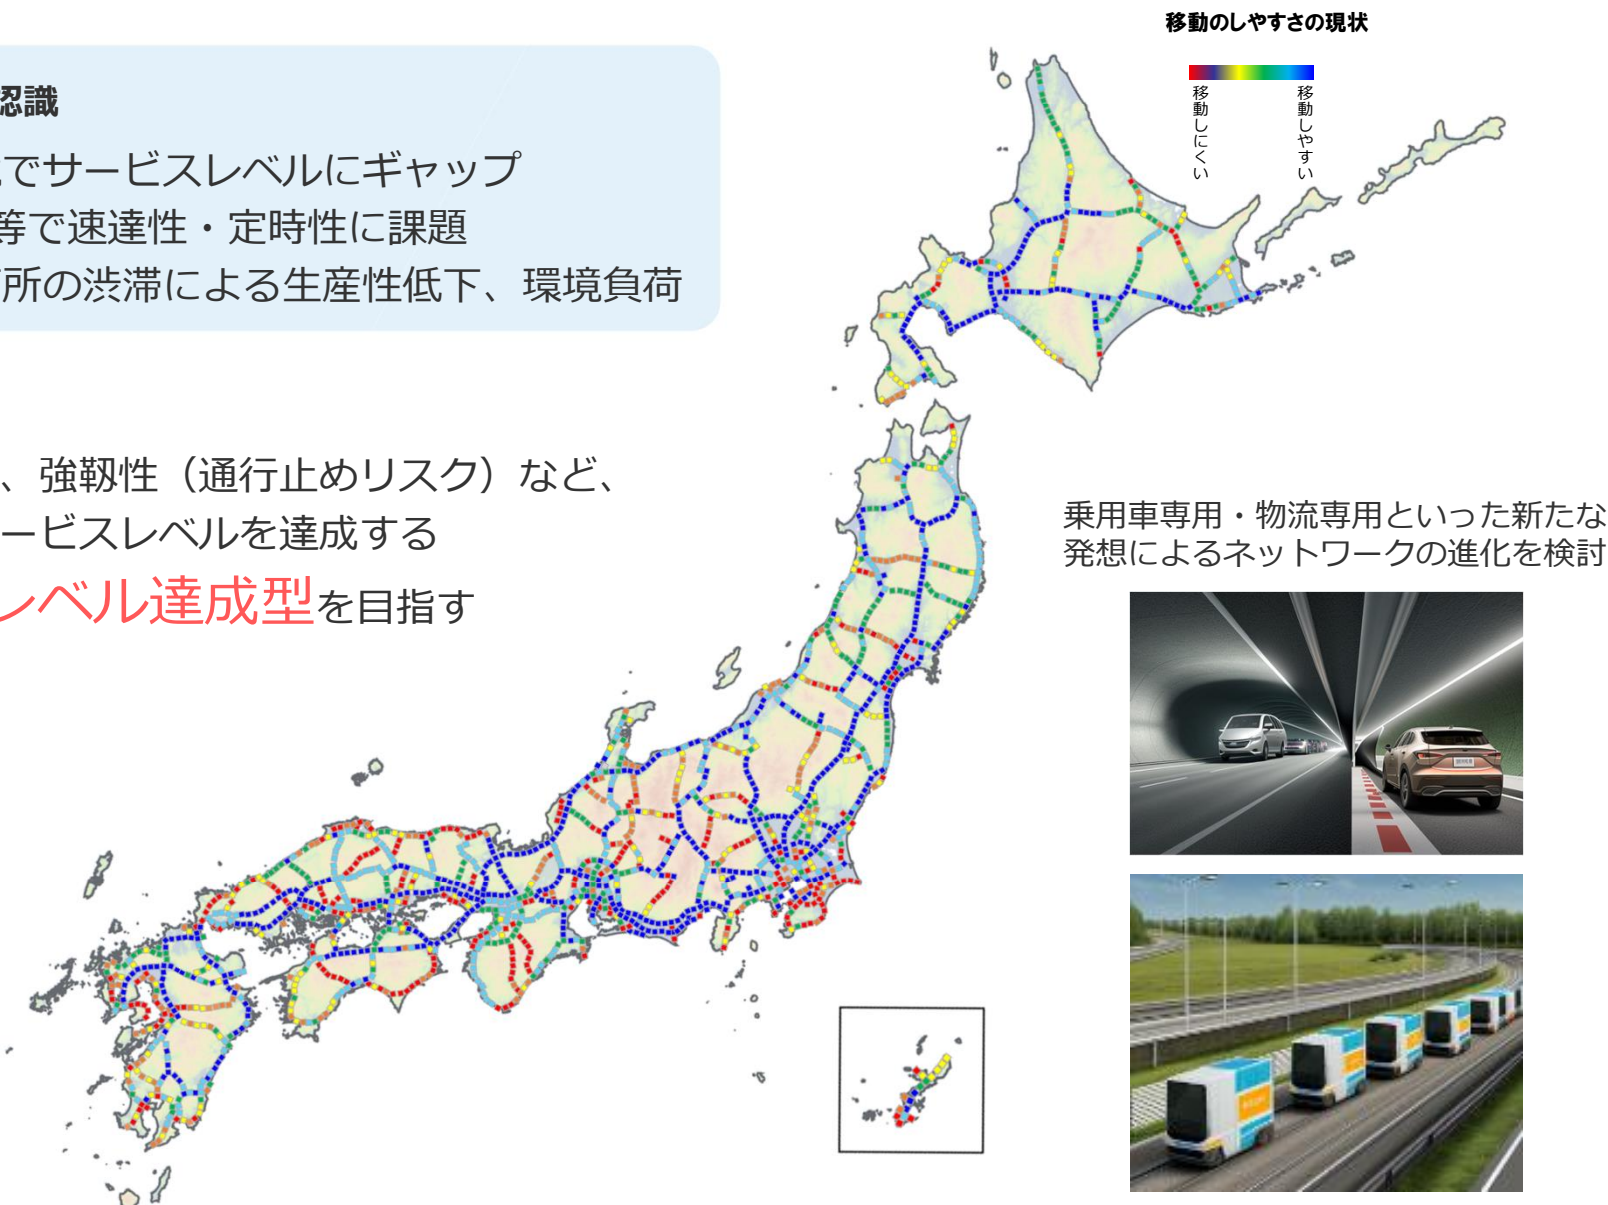 認識
でサービスレベルにギャップ
等で速達性・定時性に課題
所の渋滞による生産性低下、環境負荷
、強靱性（通行止めリスク）など、
ービスレベルを達成する
レベル達成型を目指す
移動のしやすさの現状
移動しにくい
移動しやすい
乗用車専用・物流専用といった新たな
発想によるネットワークの進化を検討